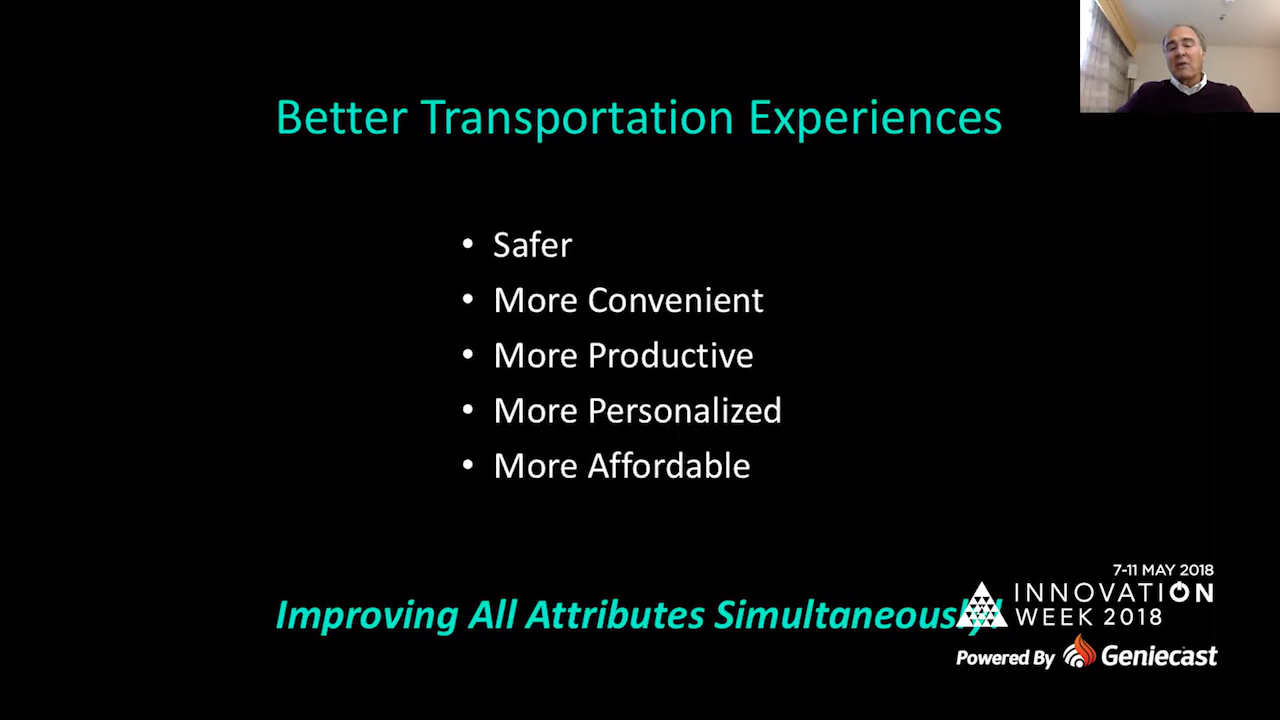 Better Transportation Experiences
• Safer
• More Convenient
• More Productive
• More Personalized
• More Affordable
Improving All Attributes Simultaneously!
7-11 MAY 2018
INNOVATION
WEEK 2018
Powered By Geniecast